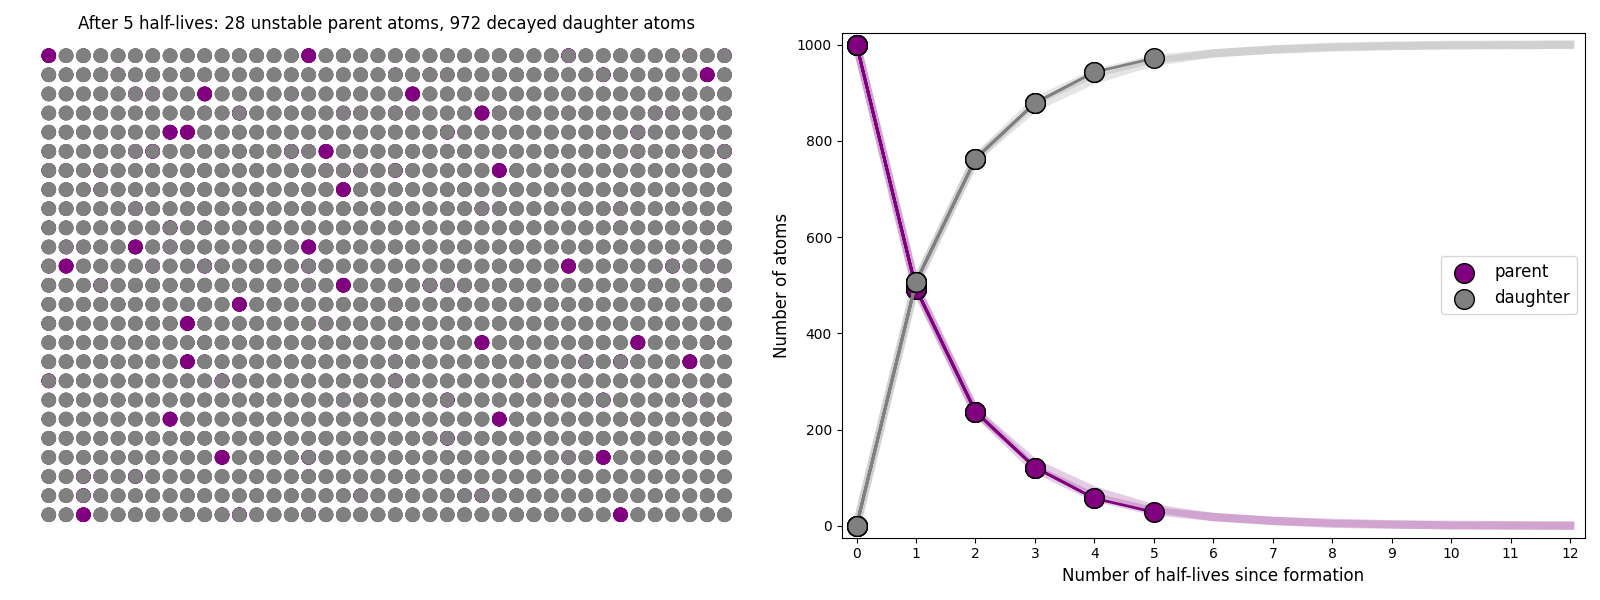 After 5 half-lives: 28 unstable parent atoms, 972 decayed daughter atoms
1000
800
600
400
200
0
Number of atoms
parent
daughter
0 1 2 3 4 5 6 7 8 9 10 11 12
Number of half-lives since formation